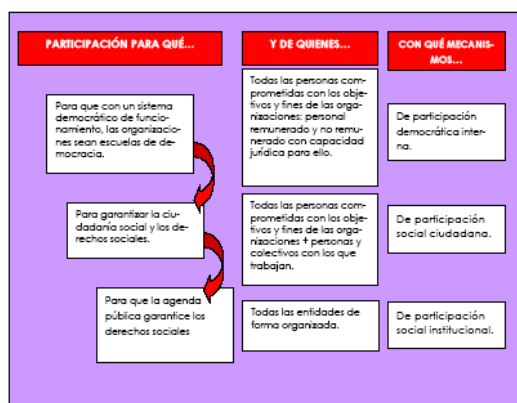 PARTICIPACIÓN PARA QUÉ...
Y DE QUIENES...
CON QUÉ MECANIS-
MOS...
Para que con un sistema
democrático de funcio-
namiento, las organizacio-
nes sean escuelas de de-
mocracia.
Todas las personas com-
prometidas con los obje-
tivos y fines de las orga-
nizaciones: personal
remunerado y no remu-
nerado con capacidad
jurídica para ello.
De participación
democrática inter-
na.
Para garantizar la ciu-
dadanía social y los de-
rechos sociales.
Todas las personas com-
prometidas con los obje-
tivos y fines de las orga-
nizaciones + personas y
colectivos con los que
trabajan.
De participación
social ciudadana.
Para que la agenda
pública garantice los
derechos sociales
Todas las entidades de
forma organizada.
De participación
social institucional.